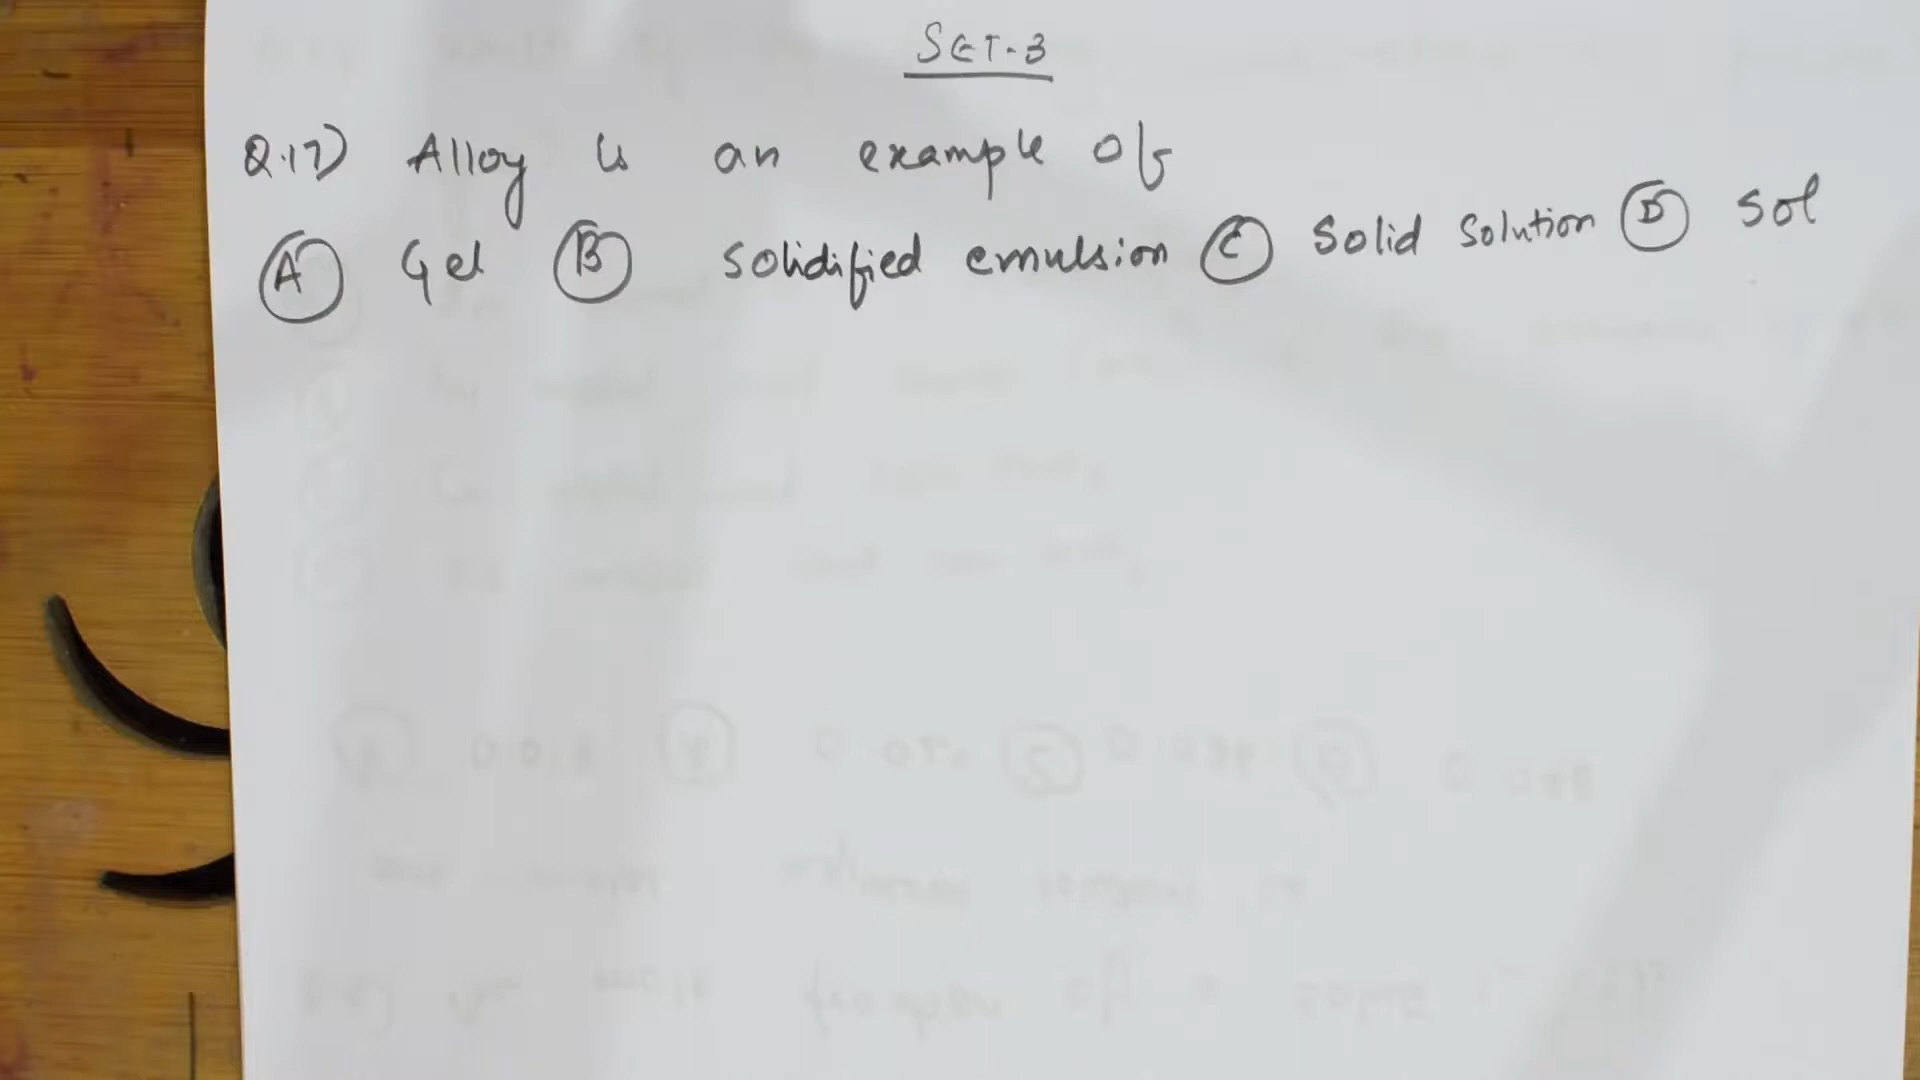 SET-3
Q.17) Alloy is an example of
(A) Gel (B) solidified emulsion (C) Solid Solution (D) Sol